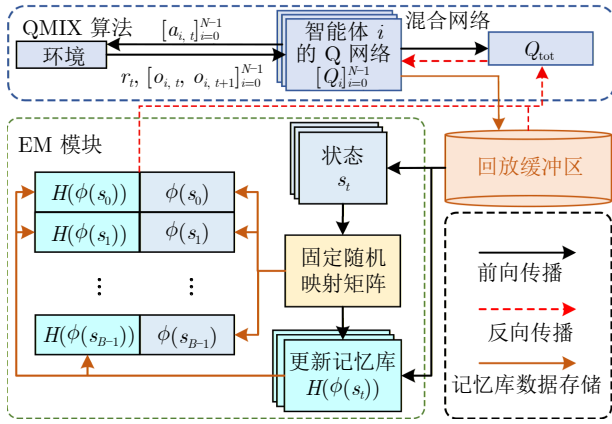 QMIX 算法
混合网络
环境
[a_{i, t}]_{i=0}^{N-1}
r_t, [o_{i, t}, o_{i, t+1}]_{i=0}^{N-1}
智能体 i
的 Q 网络
[Q_i]_{i=0}^{N-1}
Q_{tot}
EM 模块
状态
s_t
回放缓冲区
H(ϕ(s_0)) ϕ(s_0)
H(ϕ(s_1)) ϕ(s_1)
⋮ ⋮
H(ϕ(s_{B−1})) ϕ(s_{B−1})
固定随机
映射矩阵
更新记忆库
H(ϕ(s_t))
前向传播
反向传播
记忆库数据存储